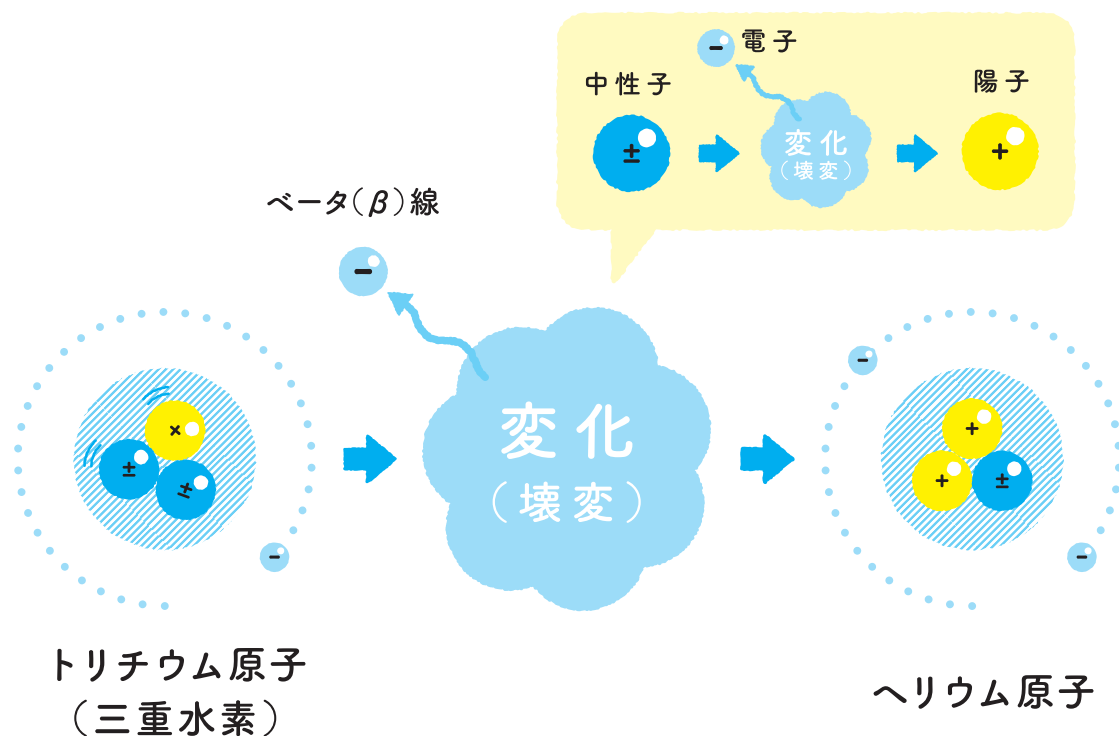 電子
中性子
陽子
±
変化
（壊変）
+
-
ベータ(β)線
-
変化
（壊変）
+
±
±
-
-
+
+
±
-
トリチウム原子
（三重水素）
ヘリウム原子